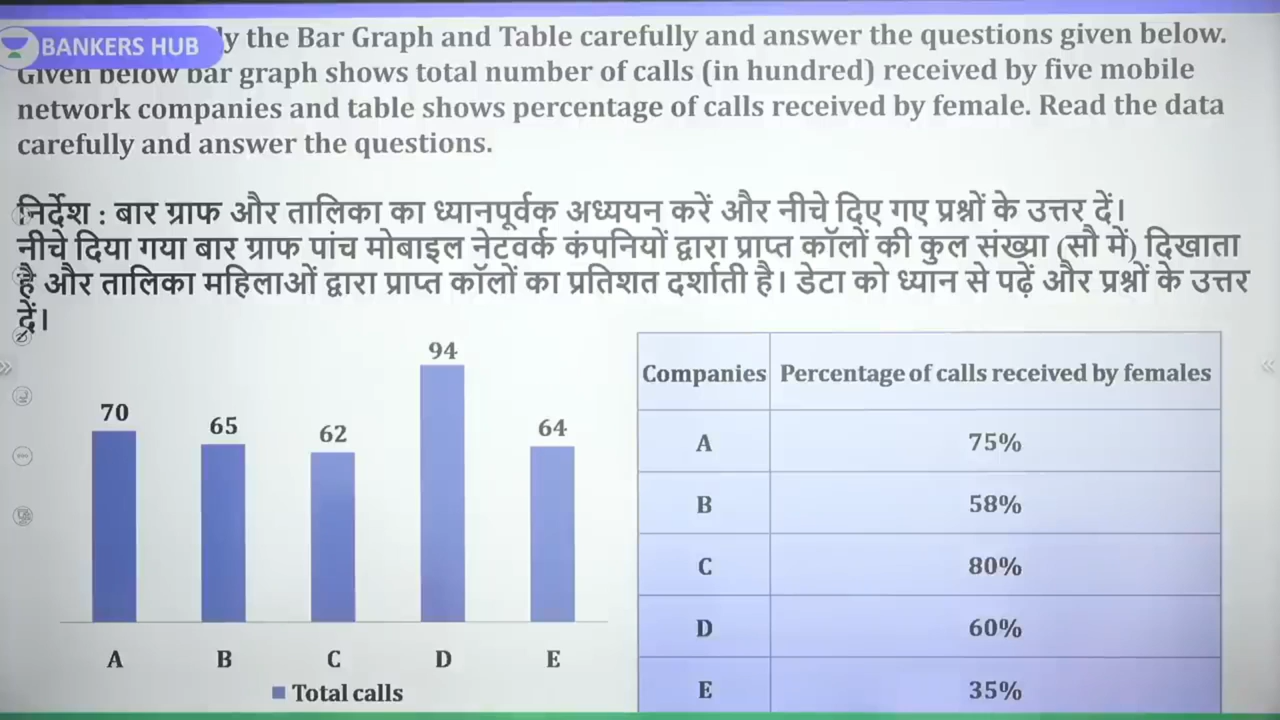 BANKERS HUB
y the Bar Graph and Table carefully and answer the questions given below.
Given below bar graph shows total number of calls (in hundred) received by five mobile
network companies and table shows percentage of calls received by female. Read the data
carefully and answer the questions.
निर्देश : बार ग्राफ और तालिका का ध्यानपूर्वक अध्ययन करें और नीचे दिए गए प्रश्नों के उत्तर दें।
नीचे दिया गया बार ग्राफ पांच मोबाइल नेटवर्क कंपनियों द्वारा प्राप्त कॉलों की कुल संख्या (सौ में) दिखाता
है और तालिका महिलाओं द्वारा प्राप्त कॉलों का प्रतिशत दर्शाती है। डेटा को ध्यान से पढ़ें और प्रश्नों के उत्तर
दें।
70 65 62 94 64
A B C D E
Total calls
Companies Percentage of calls received by females
A 75%
B 58%
C 80%
D 60%
E 35%